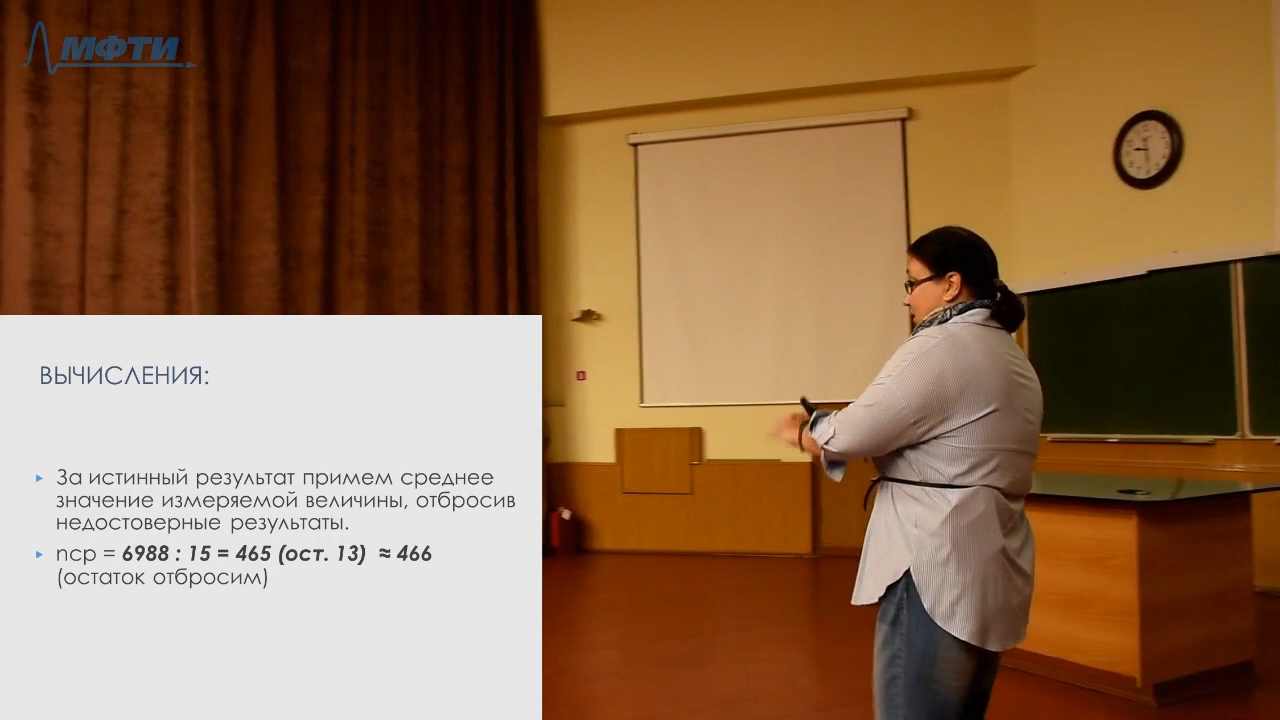 МФТИ
ВЫЧИСЛЕНИЯ:
▸ За истинный результат примем среднее
значение измеряемой величины, отбросив
недостоверные результаты.
▸ nср = 6988 : 15 = 465 (ост. 13) ≈ 466
(остаток отбросим)